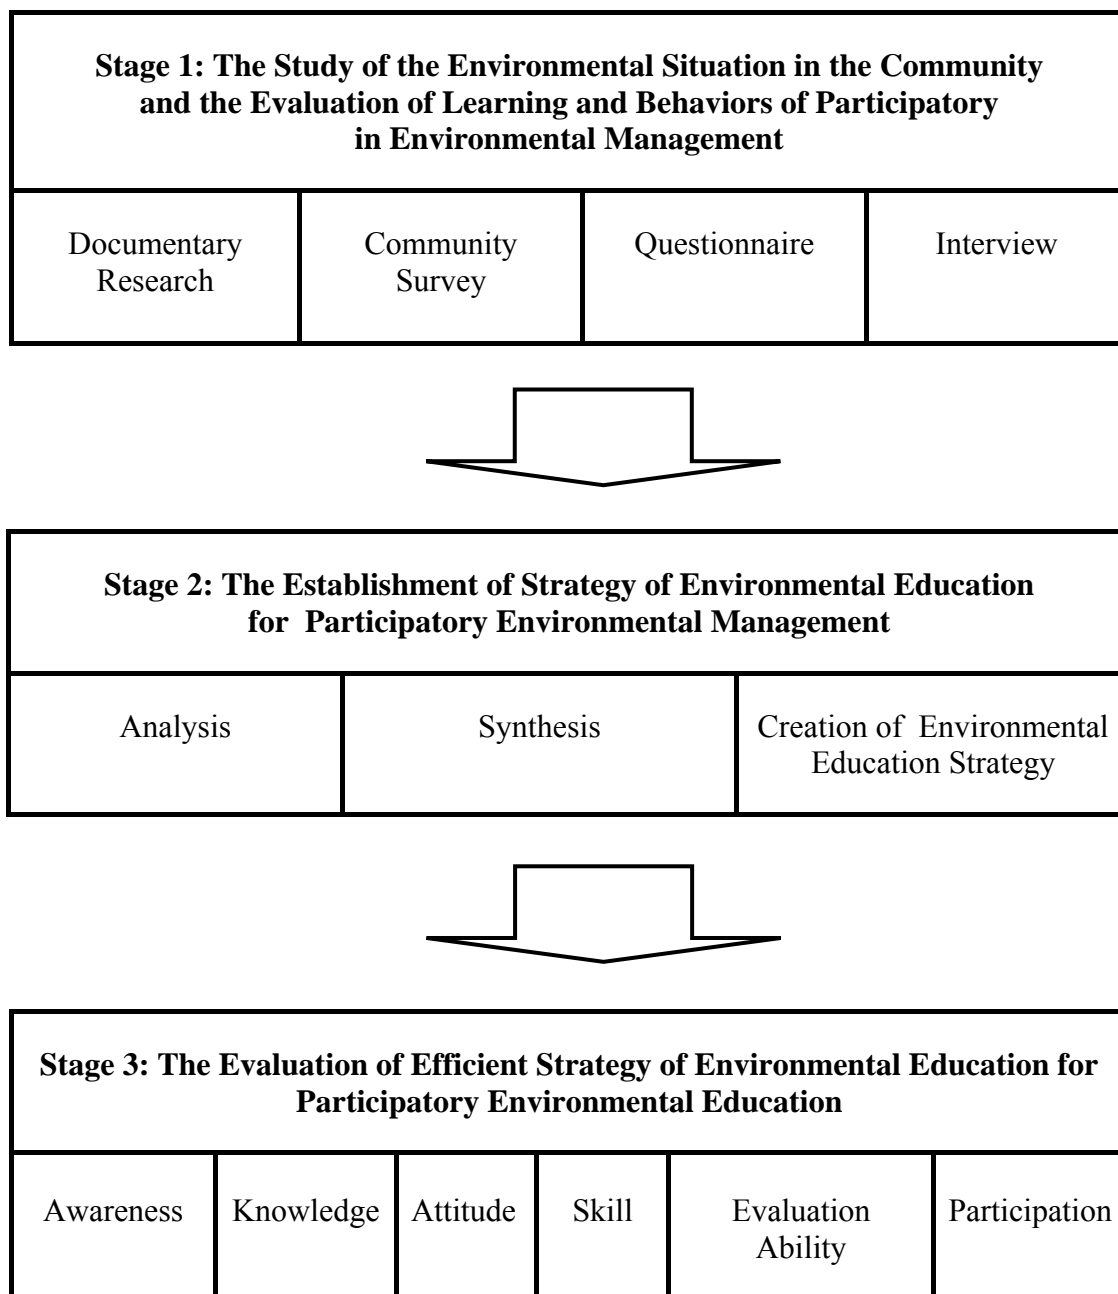 Stage 1: The Study of the Environmental Situation in the Community
and the Evaluation of Learning and Behaviors of Participatory
in Environmental Management
Documentary
Research
Community
Survey
Questionnaire
Interview
Stage 2: The Establishment of Strategy of Environmental Education
for Participatory Environmental Management
Analysis
Synthesis
Creation of Environmental
Education Strategy
Stage 3: The Evaluation of Efficient Strategy of Environmental Education for
Participatory Environmental Education
Awareness
Knowledge
Attitude
Skill
Evaluation
Ability
Participation